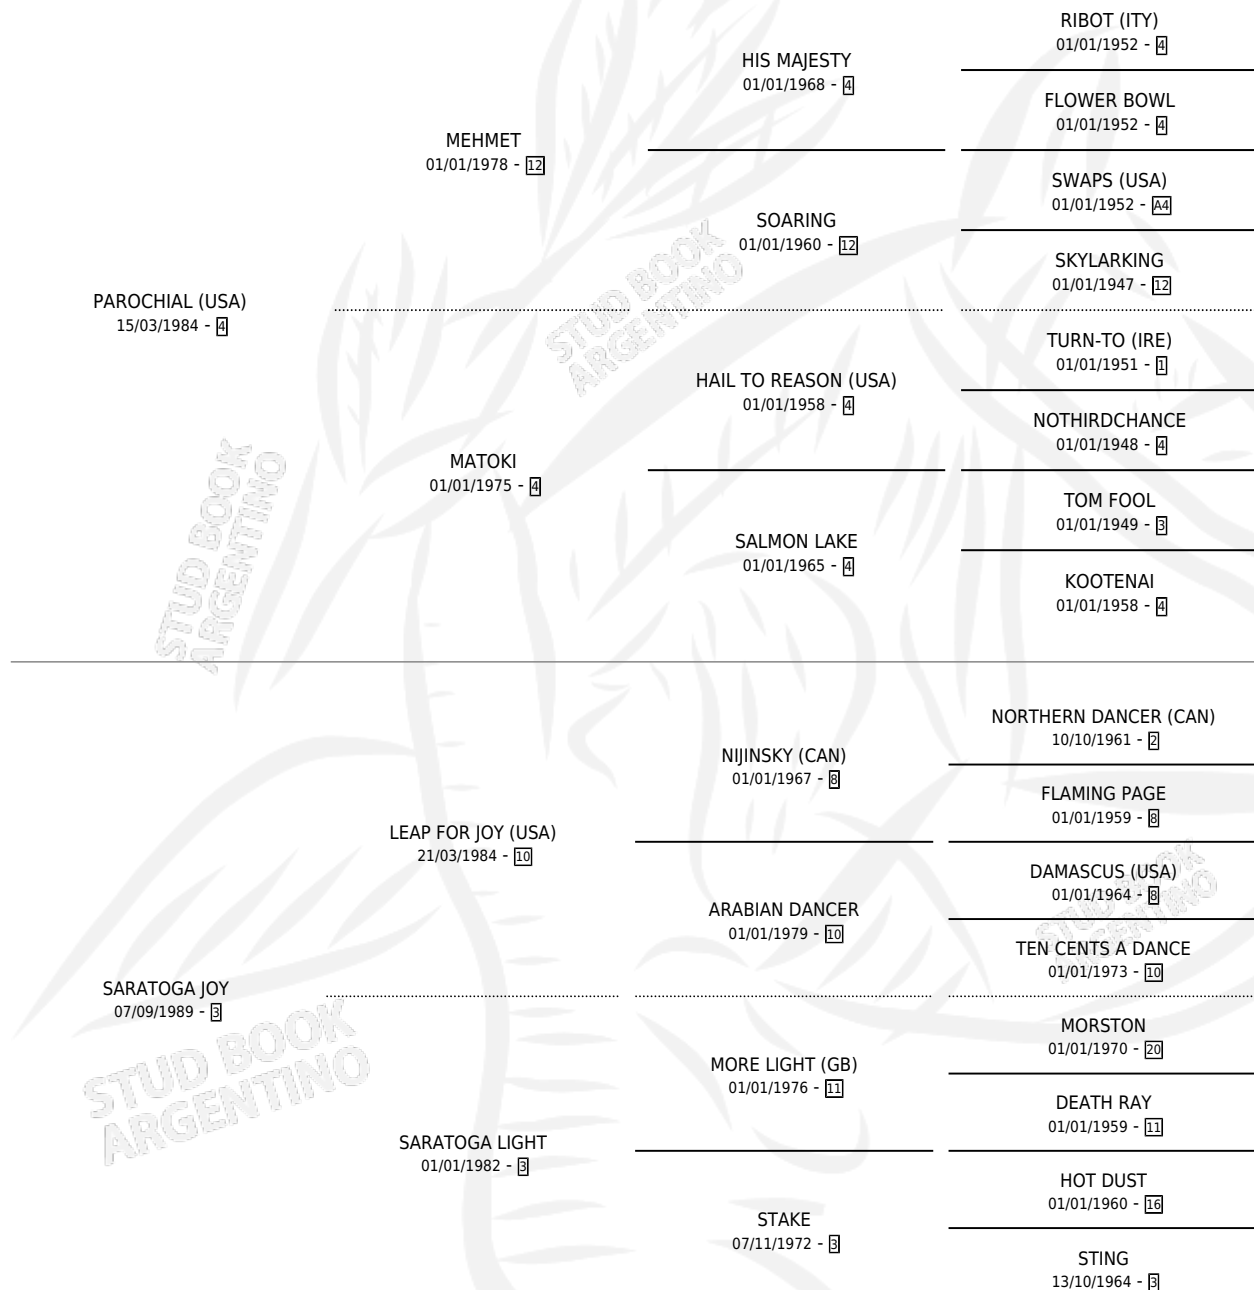 RIBOT (ITY)
01/01/1952 - 4
HIS MAJESTY
01/01/1968 - 4
FLOWER BOWL
01/01/1952 - 4
MEHMET
01/01/1978 - 12
SWAPS (USA)
01/01/1952 - A4
SOARING
01/01/1960 - 12
SKYLARKING
01/01/1947 - 12
PAROCHIAL (USA)
15/03/1984 - 4
TURN-TO (IRE)
01/01/1951 - 1
HAIL TO REASON (USA)
01/01/1958 - 4
NOTHIRDCHANCE
01/01/1948 - 4
MATOKI
01/01/1975 - 4
TOM FOOL
01/01/1949 - 3
SALMON LAKE
01/01/1965 - 4
KOOTENAI
01/01/1958 - 4
NORTHERN DANCER (CAN)
10/10/1961 - 2
NIJINSKY (CAN)
01/01/1967 - 8
FLAMING PAGE
01/01/1959 - 8
LEAP FOR JOY (USA)
21/03/1984 - 10
DAMASCUS (USA)
01/01/1964 - 8
ARABIAN DANCER
01/01/1979 - 10
TEN CENTS A DANCE
01/01/1973 - 10
SARATOGA JOY
07/09/1989 - 3
MORSTON
01/01/1970 - 20
MORE LIGHT (GB)
01/01/1976 - 11
DEATH RAY
01/01/1959 - 11
SARATOGA LIGHT
01/01/1982 - 3
HOT DUST
01/01/1960 - 16
STAKE
07/11/1972 - 3
STING
13/10/1964 - 3
STUD BOOK
ARGENTINO
STUD BOOK
ARGENTINO
STUD BOOK
ARGENTINO
STUD BOOK
ARGENTINO